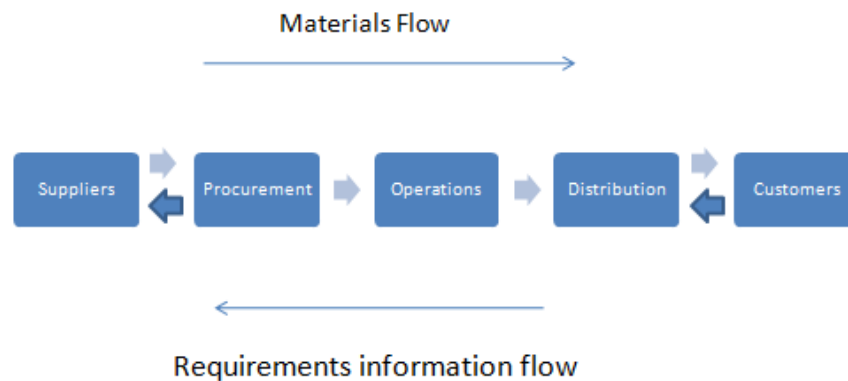 Materials Flow
Suppliers
Procurement
Operations
Distribution
Customers
Requirements information flow